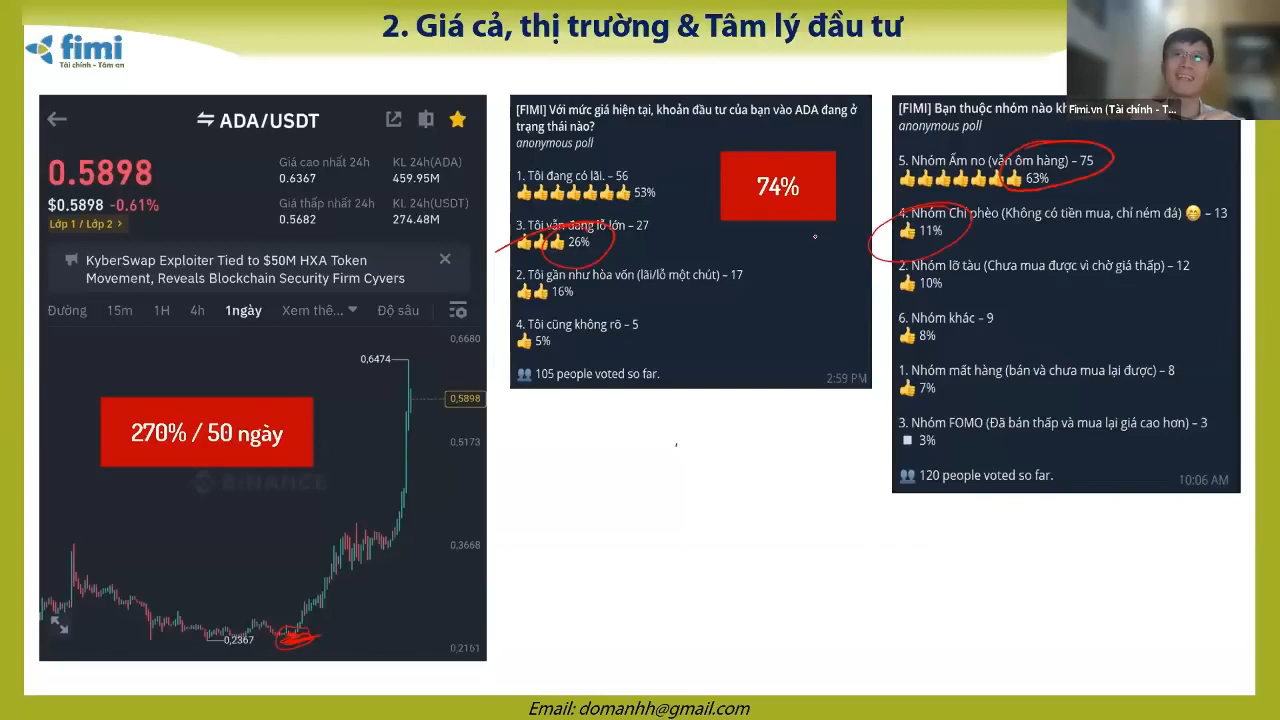 2. Giá cả, thị trường & Tâm lý đầu tư
fimi
Tài chính - Tâm an
ADA/USDT
0.5898
$0.5898 -0.61%
Lớp 1 / Lớp 2 >
Giá cao nhất 24h
0.6367
Giá thấp nhất 24h
0.5682
KL 24h(ADA)
459.95M
KL 24h(USDT)
274.48M
KyberSwap Exploiter Tied to $50M HXA Token
Movement, Reveals Blockchain Security Firm Cyvers
Đường 15m 1H 4h 1ngày Xem thê... Độ sâu
0,6680
0,6474
0,5898
0,5173
270% / 50 ngày
BINANCE
0,3668
0,2367
0,2161
[FIMI] Với mức giá hiện tại, khoản đầu tư của bạn vào ADA đang ở
trạng thái nào?
anonymous poll
1. Tôi đang có lãi. – 56
👍👍👍👍👍👍👍 53%
3. Tôi vẫn đang lỗ lớn – 27
👍👍👍 26%
2. Tôi gần như hòa vốn (lãi/lỗ một chút) – 17
👍👍 16%
4. Tôi cũng không rõ – 5
👍 5%
👥 105 people voted so far.
2:59 PM
74%
[FIMI] Bạn thuộc nhóm nào kh
anonymous poll
5. Nhóm Ấm no (vẫn ôm hàng) – 75
👍👍👍👍👍👍 63%
4. Nhóm Chí phèo (Không có tiền mua, chỉ ném đá) 😁 – 13
👍 11%
2. Nhóm lỡ tàu (Chưa mua được vì chờ giá thấp) – 12
👍 10%
6. Nhóm khác – 9
👍 8%
1. Nhóm mất hàng (bán và chưa mua lại được) – 8
👍 7%
3. Nhóm FOMO (Đã bán thấp và mua lại giá cao hơn) – 3
▫️ 3%
👥 120 people voted so far.
10:06 AM
Fimi.vn (Tài chính - T...
Email: domanhh@gmail.com